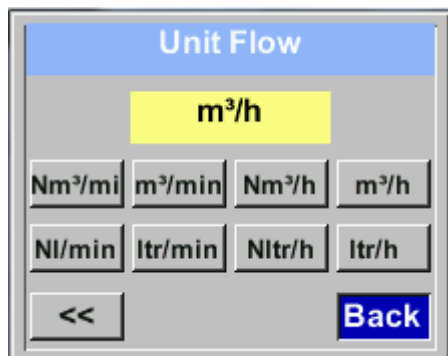 Unit Flow
m³/h
Nm³/mi m³/min Nm³/h m³/h
Nl/min ltr/min Nltr/h ltr/h
<< Back